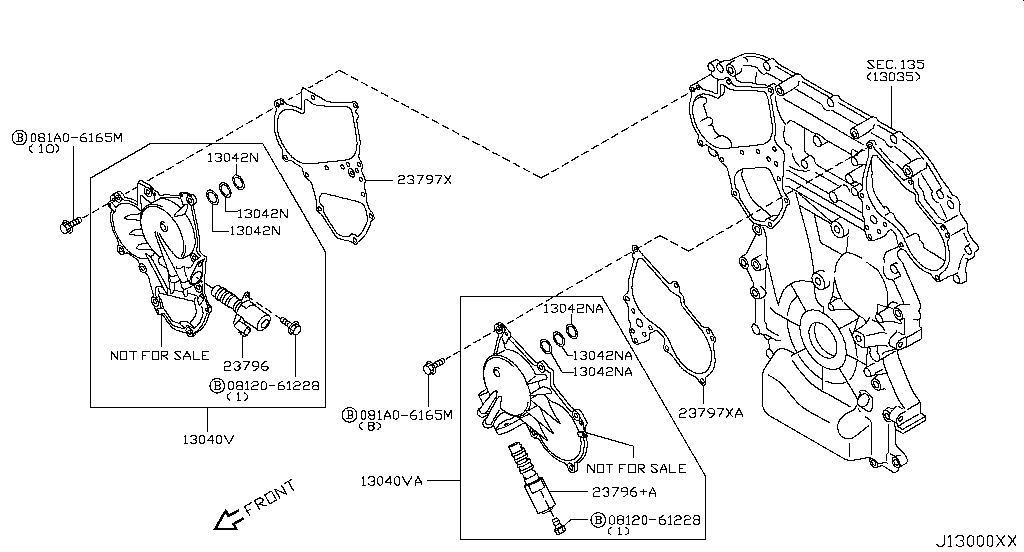 SEC.135
(13035)
B 081A0-6165M
(10)
13042N
23797X
13042N
13042N
NOT FOR SALE
23796
B 08120-61228
(1)
13040V
13042NA
13042NA
13042NA
B 081A0-6165M
(8)
23797XA
NOT FOR SALE
13040VA
23796+A
B 08120-61228
(1)
FRONT
J13000XX